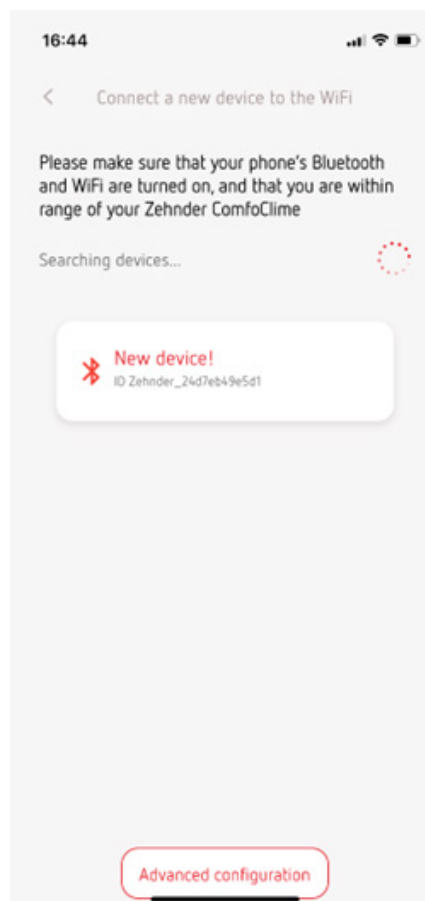 16:44
Connect a new device to the WiFi
Please make sure that your phone's Bluetooth
and WiFi are turned on, and that you are within
range of your Zehnder ComfoClime
Searching devices...
New device!
ID Zehnder_24d7eb49e5d1
Advanced configuration